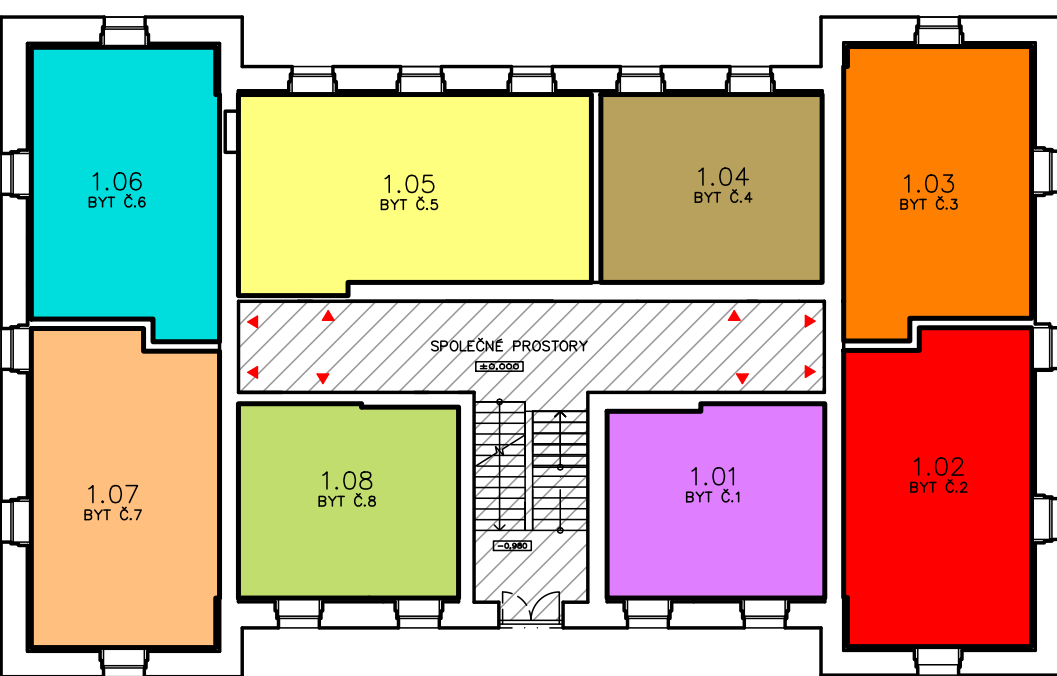 1.06
BYT Č.6
1.05
BYT Č.5
1.04
BYT Č.4
1.03
BYT Č.3
SPOLEČNÉ PROSTORY
±0,000
1.07
BYT Č.7
1.08
BYT Č.8
1.01
BYT Č.1
1.02
BYT Č.2
-0,980